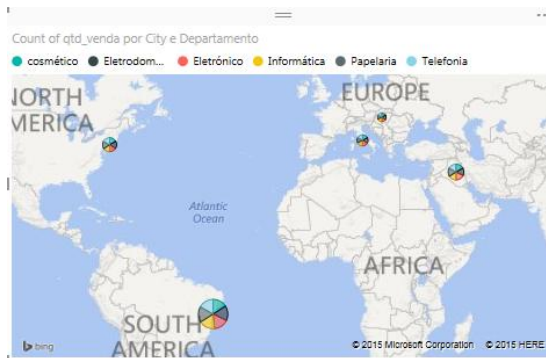 Count of qtd_venda por City e Departamento
cosmético Eletrodom... Eletrónico Informática Papelaria Telefonia
NORTH
MERICA
EUROPE
Atlantic
Ocean
AFRICA
SOUTH
AMERICA
bing © 2015 Microsoft Corporation © 2015 HERE